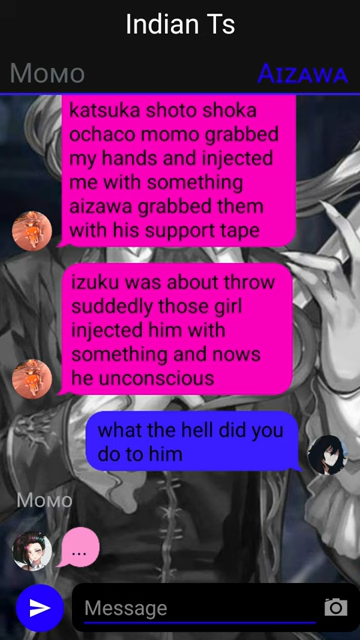 Indian Ts
Momo
Aizawa
katsuka shoto shoka
ochaco momo grabbed
my hands and injected
me with something
aizawa grabbed them
with his support tape
izuku was about throw
suddedly those girl
injected him with
something and nows
he unconscious
what the hell did you
do to him
Momo
...
Message